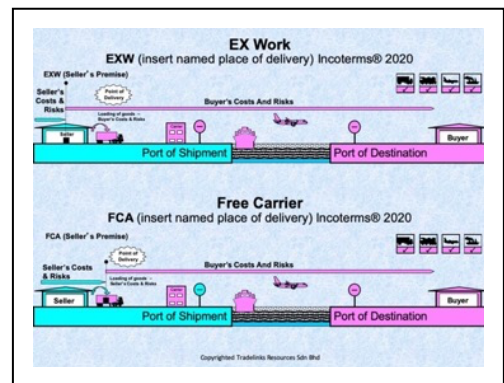 EX Work
EXW (insert named place of delivery) Incoterms® 2020
EXW (Seller´s Premise)
Seller's
Costs &
Risks
Point of
Delivery
Buyer's Costs And Risks
Loading of goods –
Buyer's Costs & Risks
Seller
Buyer
Port of Shipment
Port of Destination
Free Carrier
FCA (insert named place of delivery) Incoterms® 2020
FCA (Seller´s Premise)
Point of
Delivery
Seller's Costs
& Risks
Buyer's Costs And Risks
Loading of goods –
Seller's Costs & Risks
Seller
Buyer
Port of Shipment
Port of Destination
Copyrighted Tradelinks Resources Sdn Bhd